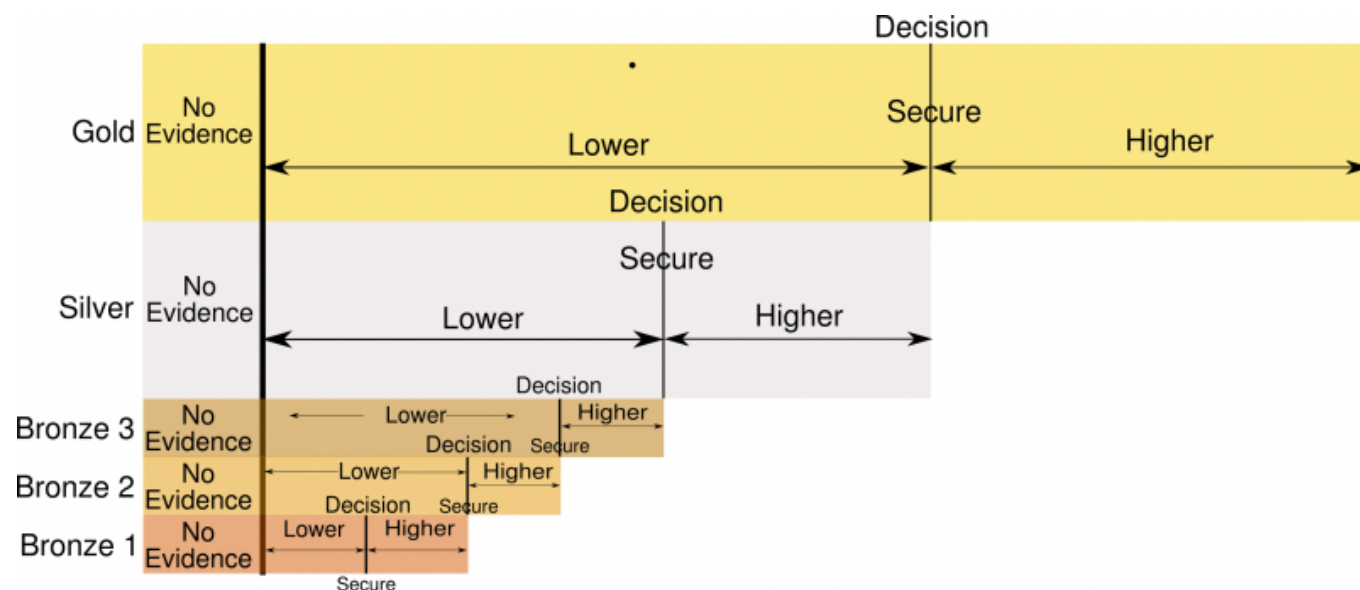 Decision
No
Evidence
Gold
Secure
Lower
Higher
Decision
No
Evidence
Silver
Secure
Lower
Higher
Decision
No
Evidence
Bronze 3
Lower
Higher
Decision
Secure
No
Evidence
Bronze 2
Lower
Higher
Decision
Secure
No
Evidence
Bronze 1
Lower
Higher
Secure